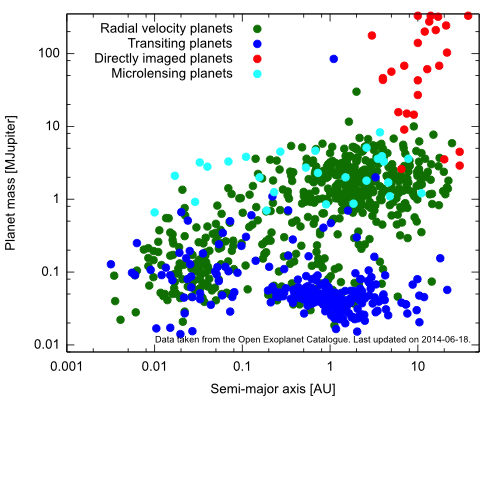 Radial velocity planets
Transiting planets
Directly imaged planets
Microlensing planets
100
10
1
0.1
0.01
Planet mass [MJupiter]
Data taken from the Open Exoplanet Catalogue. Last updated on 2014-06-18.
0.001 0.01 0.1 1 10
Semi-major axis [AU]